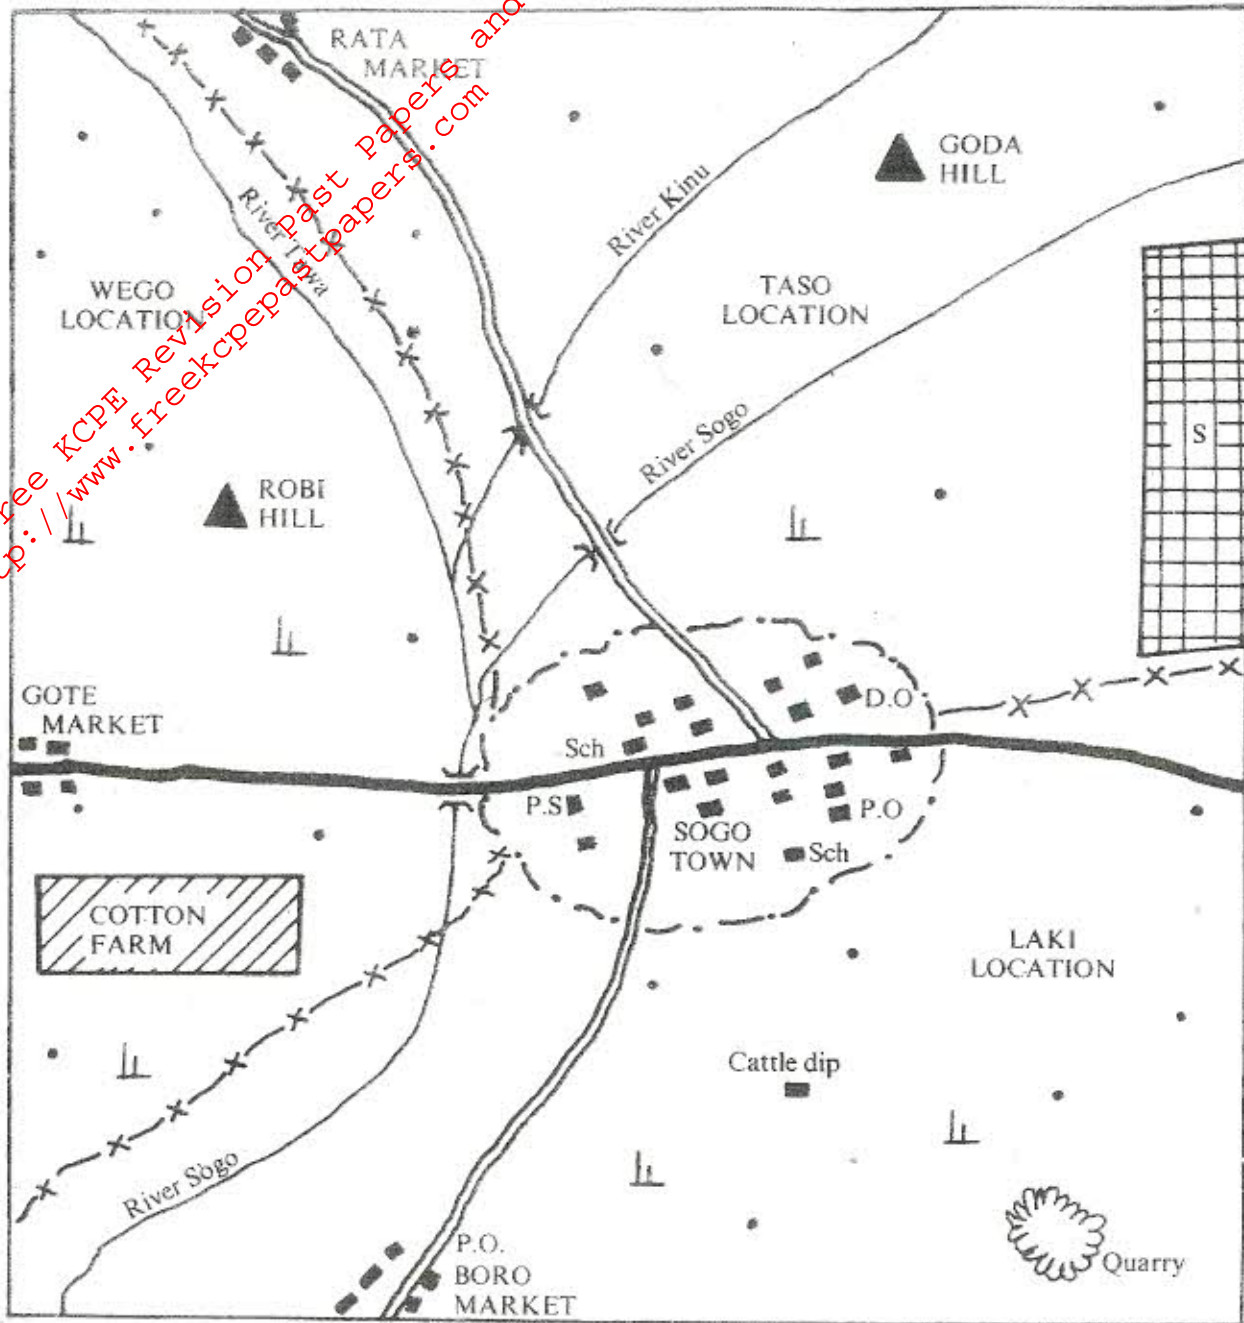 RATA
MARKET
Free KCPE Revision Past Papers and
http://www.freekcpepastpapers.com
GODA
HILL
River Kinu
River Tuwa
WEGO
LOCATION
TASO
LOCATION
River Sogo
S
ROBI
HILL
GOTE
MARKET
D.O
Sch
P.S
P.O
SOGO
TOWN
Sch
COTTON
FARM
LAKI
LOCATION
Cattle dip
River Sogo
P.O.
BORO
MARKET
Quarry